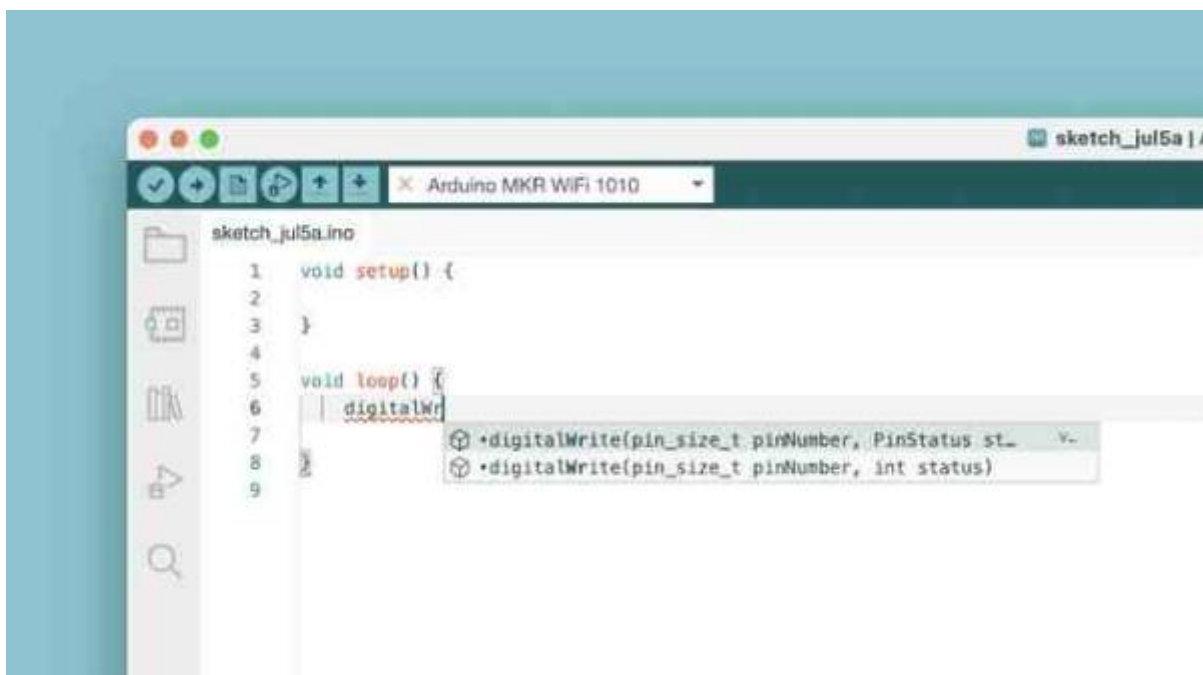 sketch_jul5a | A
Arduino MKR WiFi 1010
sketch_jul5a.ino
1 void setup() {
2
3 }
4
5 void loop() {
6 digitalWr
7 •digitalWrite(pin_size_t pinNumber, PinStatus st… v…
8 } •digitalWrite(pin_size_t pinNumber, int status)
9